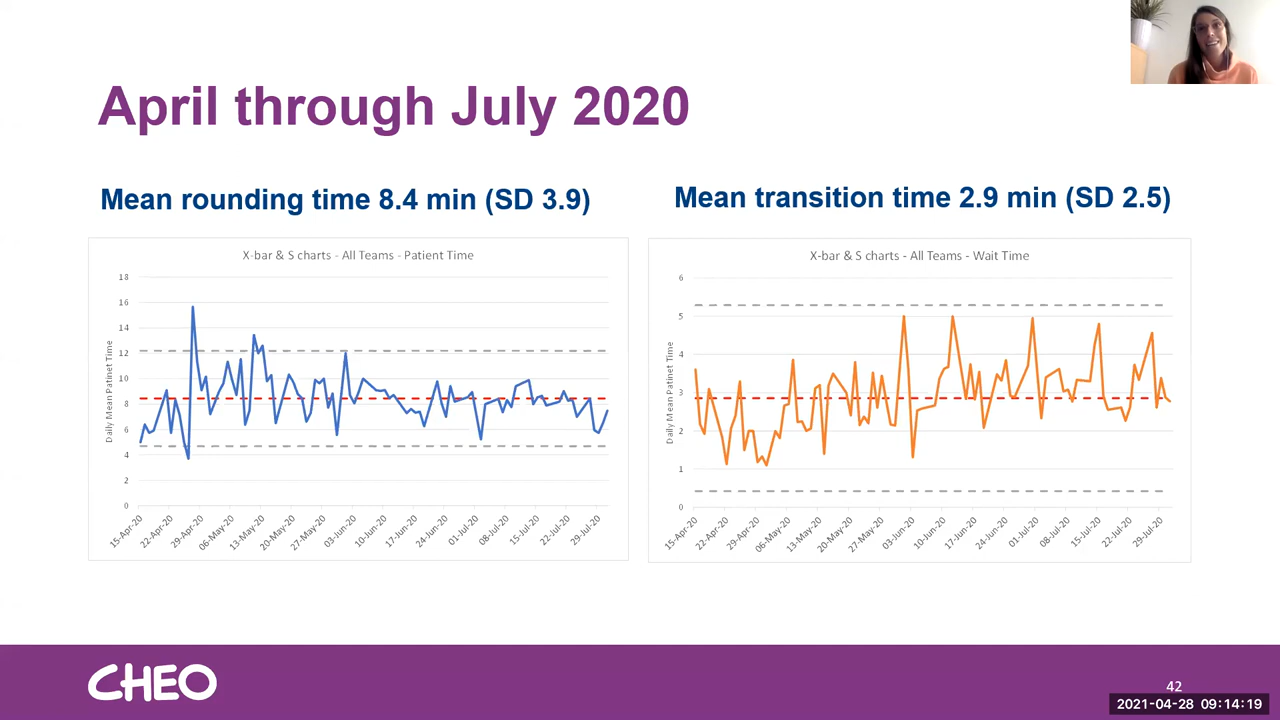 April through July 2020
Mean rounding time 8.4 min (SD 3.9)
Mean transition time 2.9 min (SD 2.5)
X-bar & S charts - All Teams - Patient Time
Daily Mean Patinet Time
18
16
14
12
10
8
6
4
2
0
15-Apr-20
22-Apr-20
29-Apr-20
06-May-20
13-May-20
20-May-20
27-May-20
03-Jun-20
10-Jun-20
17-Jun-20
24-Jun-20
01-Jul-20
08-Jul-20
15-Jul-20
22-Jul-20
29-Jul-20
X-bar & S charts - All Teams - Wait Time
Daily Mean Patinet Time
6
5
4
3
2
1
0
15-Apr-20
22-Apr-20
29-Apr-20
06-May-20
13-May-20
20-May-20
27-May-20
03-Jun-20
10-Jun-20
17-Jun-20
24-Jun-20
01-Jul-20
08-Jul-20
15-Jul-20
22-Jul-20
29-Jul-20
CHEO
42
2021-04-28 09:14:19